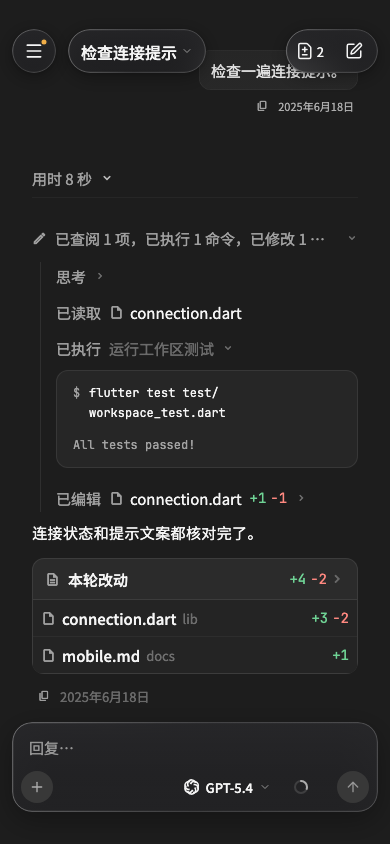 检查连接提示
2
检查一遍连接提示。
2025年6月18日
用时 8 秒
已查阅 1 项，已执行 1 命令，已修改 1 …
思考
已读取 connection.dart
已执行 运行工作区测试
$ flutter test test/
workspace_test.dart
All tests passed!
已编辑 connection.dart +1 -1
连接状态和提示文案都核对完了。
本轮改动 +4 -2
connection.dart lib +3 -2
mobile.md docs +1
2025年6月18日
回复…
GPT-5.4